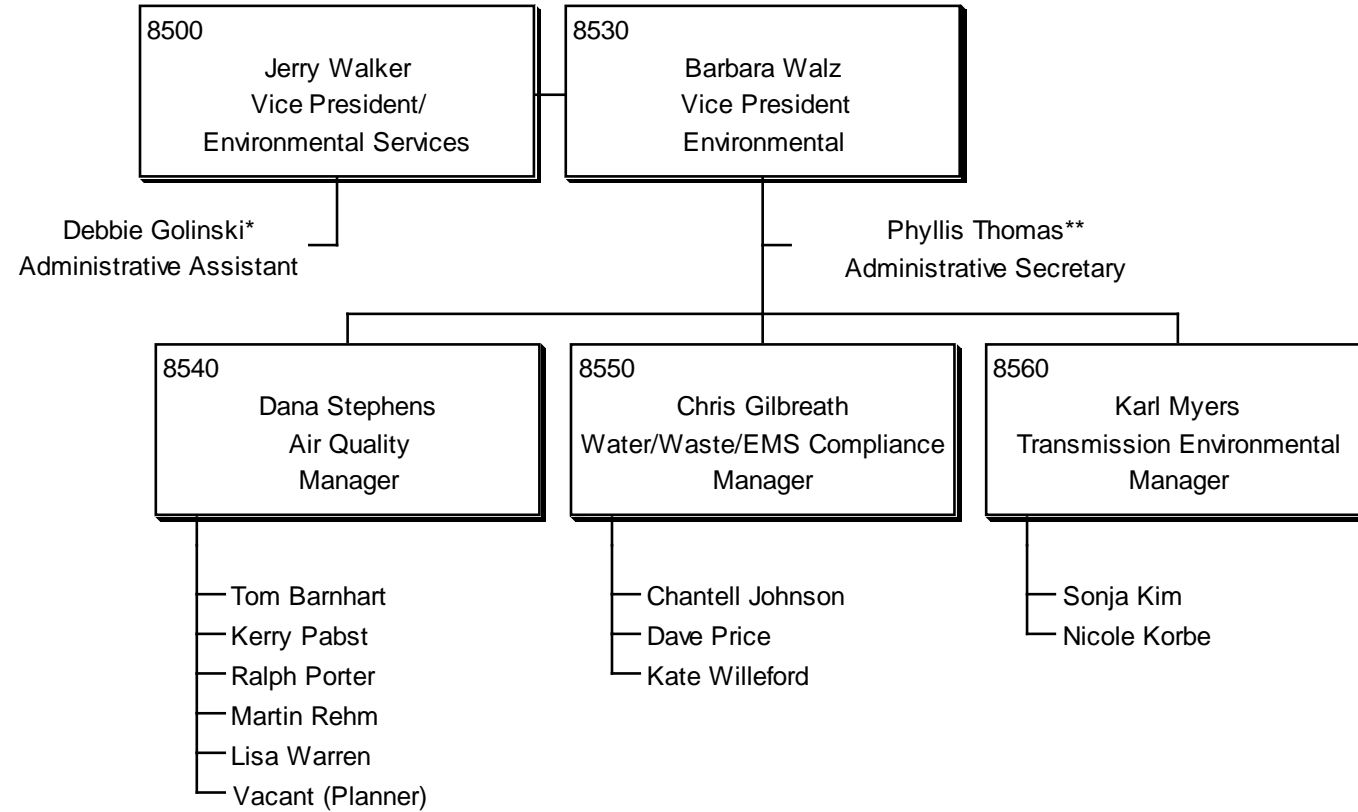 8500
Jerry Walker
Vice President/
Environmental Services
8530
Barbara Walz
Vice President
Environmental
Debbie Golinski*
Administrative Assistant
Phyllis Thomas**
Administrative Secretary
8540
Dana Stephens
Air Quality
Manager
8550
Chris Gilbreath
Water/Waste/EMS Compliance
Manager
8560
Karl Myers
Transmission Environmental
Manager
Tom Barnhart
Kerry Pabst
Ralph Porter
Martin Rehm
Lisa Warren
Vacant (Planner)
Chantell Johnson
Dave Price
Kate Willeford
Sonja Kim
Nicole Korbe